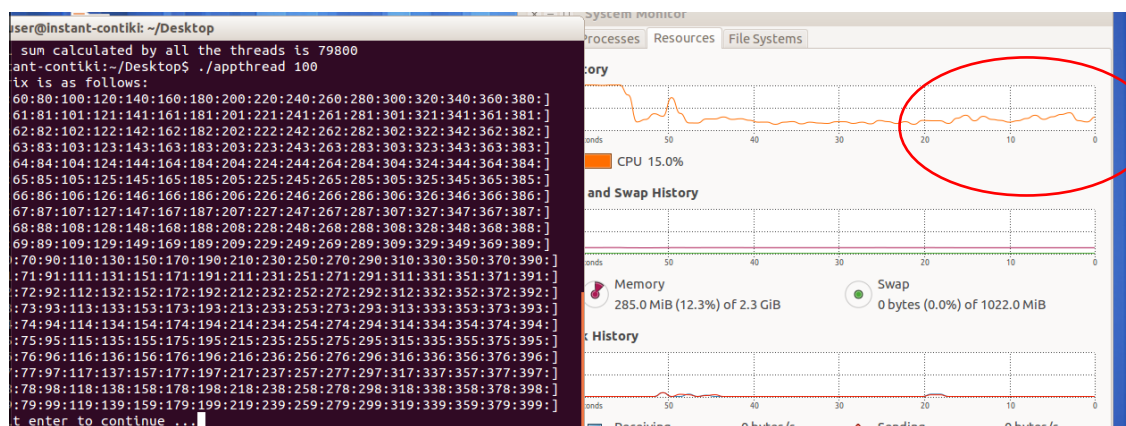 user@instant-contiki: ~/Desktop
sum calculated by all the threads is 79800
ant-contiki:~/Desktop$ ./appthread 100
rix is as follows:
60:80:100:120:140:160:180:200:220:240:260:280:300:320:340:360:380:]
61:81:101:121:141:161:181:201:221:241:261:281:301:321:341:361:381:]
62:82:102:122:142:162:182:202:222:242:262:282:302:322:342:362:382:]
63:83:103:123:143:163:183:203:223:243:263:283:303:323:343:363:383:]
64:84:104:124:144:164:184:204:224:244:264:284:304:324:344:364:384:]
65:85:105:125:145:165:185:205:225:245:265:285:305:325:345:365:385:]
66:86:106:126:146:166:186:206:226:246:266:286:306:326:346:366:386:]
67:87:107:127:147:167:187:207:227:247:267:287:307:327:347:367:387:]
68:88:108:128:148:168:188:208:228:248:268:288:308:328:348:368:388:]
69:89:109:129:149:169:189:209:229:249:269:289:309:329:349:369:389:]
:70:90:110:130:150:170:190:210:230:250:270:290:310:330:350:370:390:]
:71:91:111:131:151:171:191:211:231:251:271:291:311:331:351:371:391:]
:72:92:112:132:152:172:192:212:232:252:272:292:312:332:352:372:392:]
:73:93:113:133:153:173:193:213:233:253:273:293:313:333:353:373:393:]
:74:94:114:134:154:174:194:214:234:254:274:294:314:334:354:374:394:]
:75:95:115:135:155:175:195:215:235:255:275:295:315:335:355:375:395:]
:76:96:116:136:156:176:196:216:236:256:276:296:316:336:356:376:396:]
:77:97:117:137:157:177:197:217:237:257:277:297:317:337:357:377:397:]
:78:98:118:138:158:178:198:218:238:258:278:298:318:338:358:378:398:]
:79:99:119:139:159:179:199:219:239:259:279:299:319:339:359:379:399:]
t enter to continue ...
System Monitor
Processes Resources File Systems
tory
onds 50 40 30 20 10 0
CPU 15.0%
and Swap History
onds 50 40 30 20 10 0
Memory Swap
285.0 MiB (12.3%) of 2.3 GiB 0 bytes (0.0%) of 1022.0 MiB
k History
onds 50 40 30 20 10 0
Receiving 0 bytes/s Sending 0 bytes/s